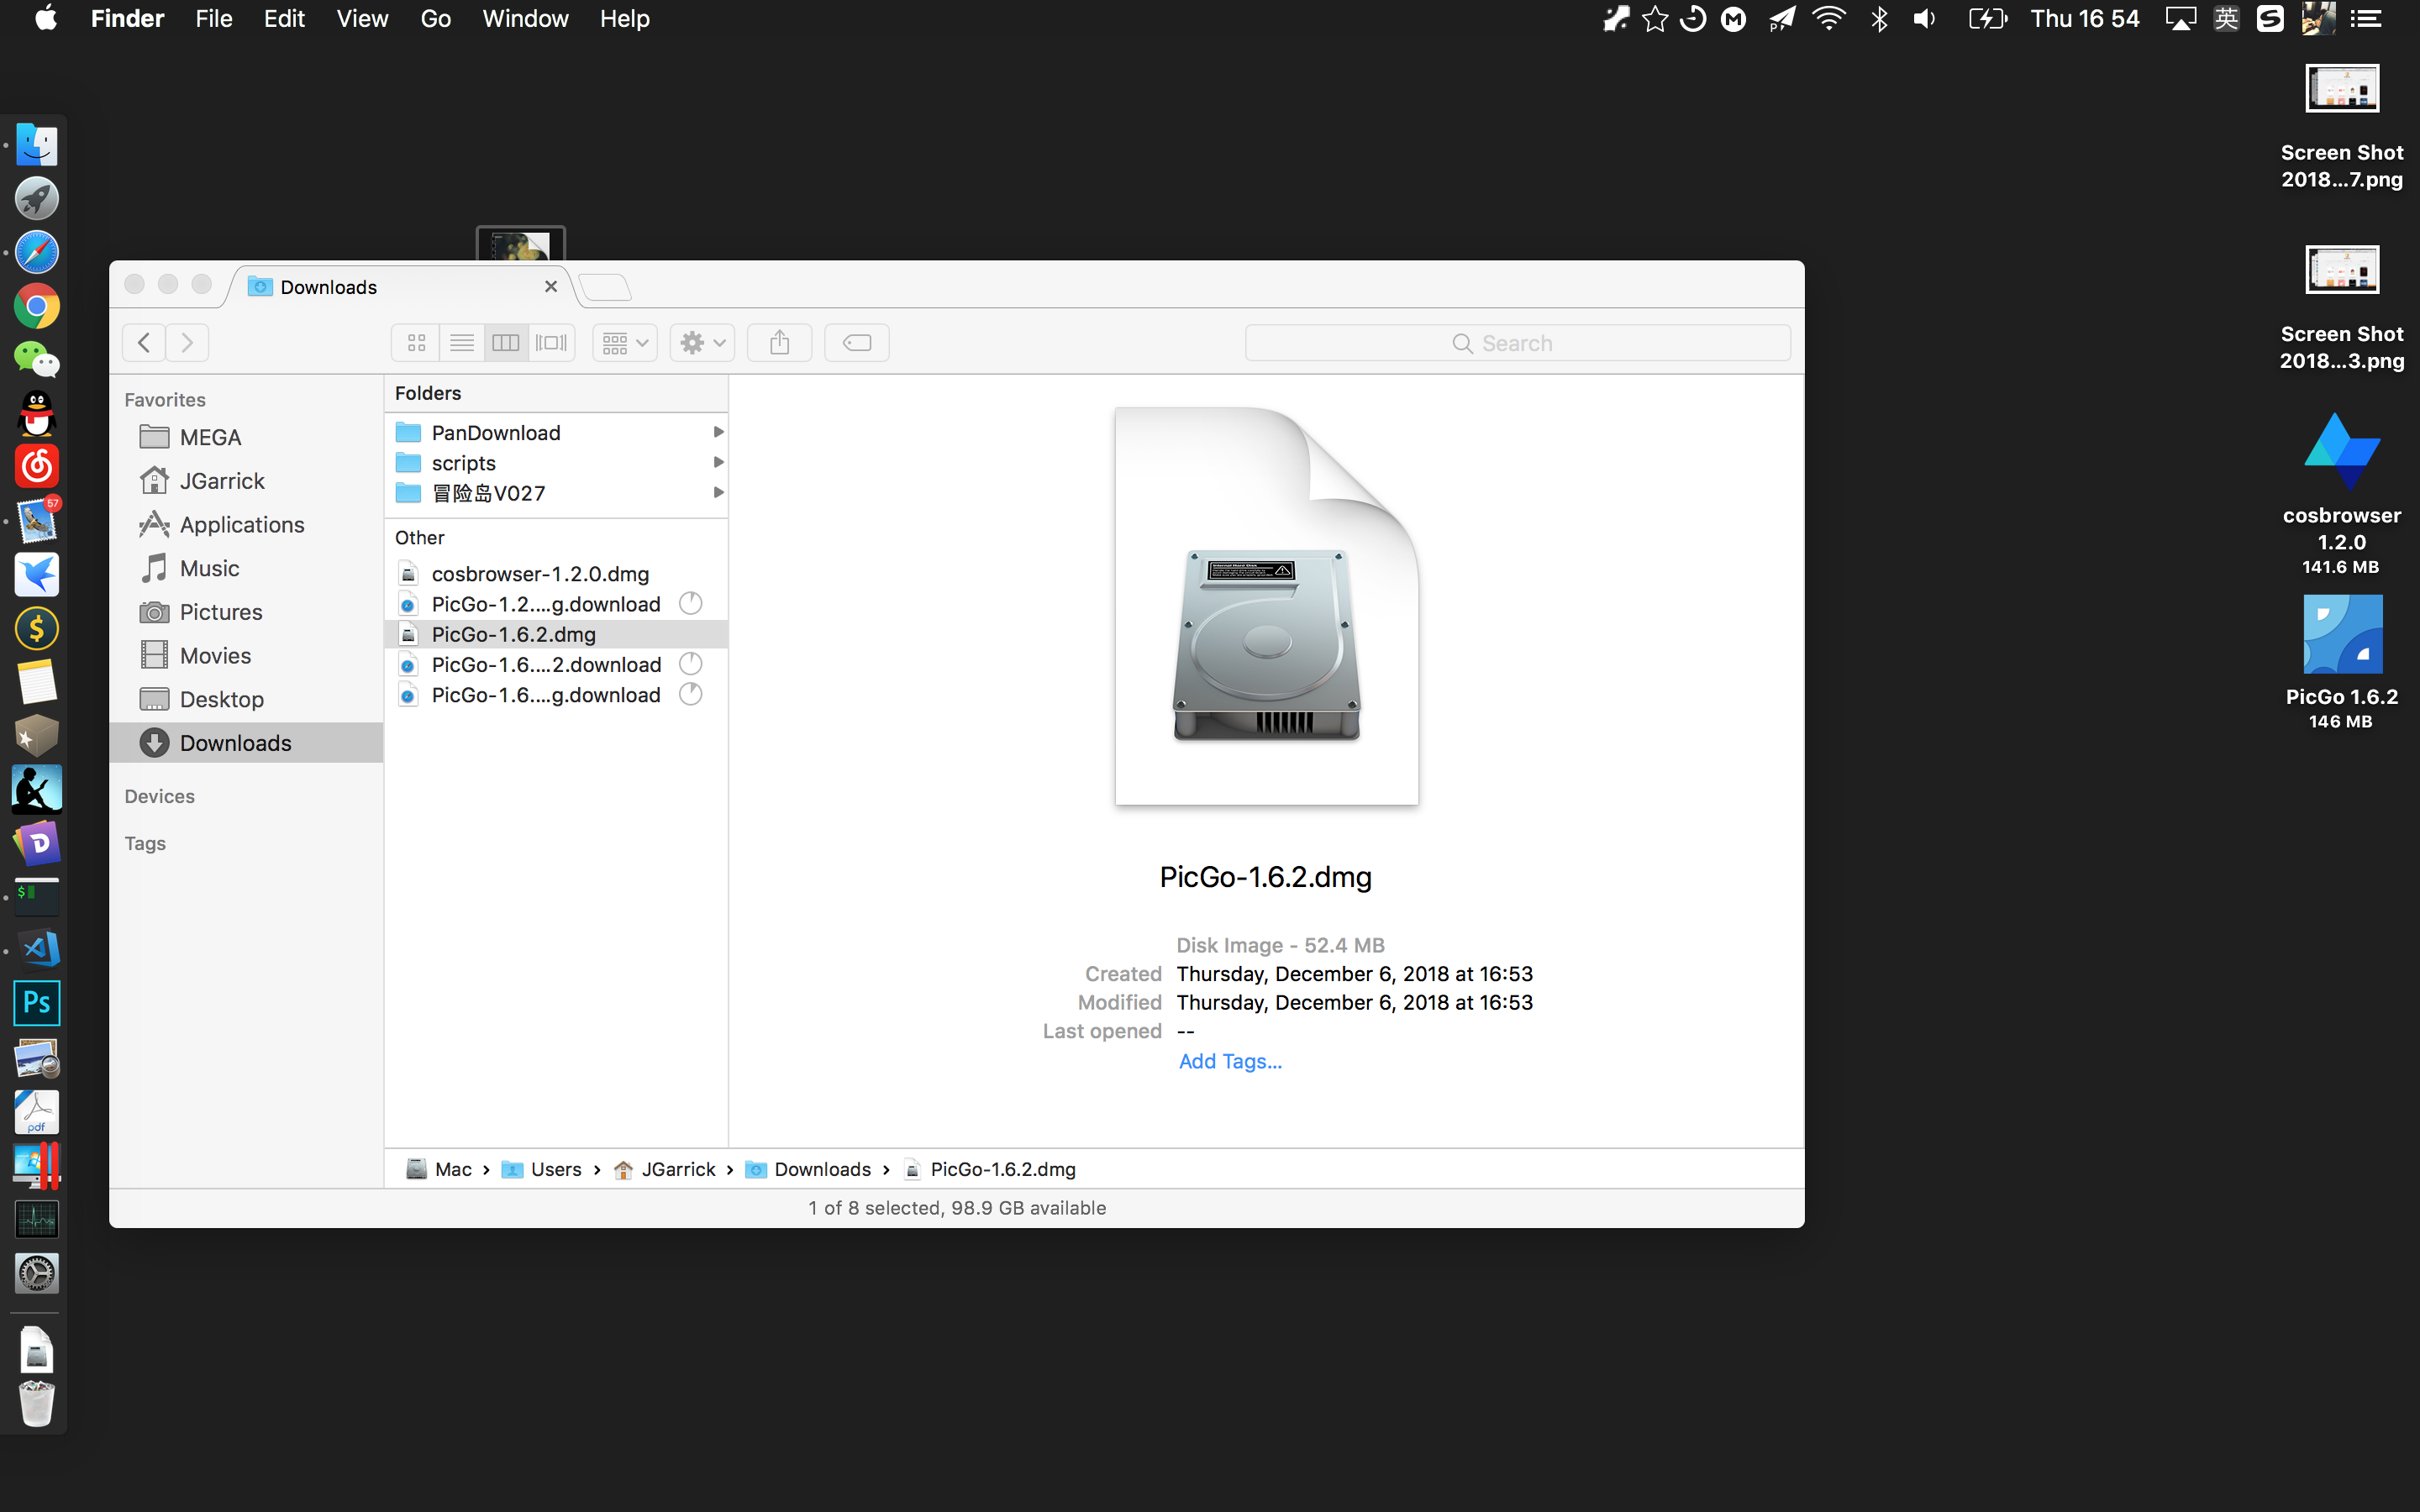 Finder File Edit View Go Window Help
Thu 16 54 英
Screen Shot
2018...7.png
Screen Shot
2018...3.png
cosbrowser
1.2.0
141.6 MB
PicGo 1.6.2
146 MB
57
$
Ps
pdf
Downloads
Search
Favorites
MEGA
JGarrick
Applications
Music
Pictures
Movies
Desktop
Downloads
Devices
Tags
Folders
PanDownload
scripts
冒险岛V027
Other
cosbrowser-1.2.0.dmg
PicGo-1.2....g.download
PicGo-1.6.2.dmg
PicGo-1.6....2.download
PicGo-1.6....g.download
PicGo-1.6.2.dmg
Disk Image - 52.4 MB
Created Thursday, December 6, 2018 at 16:53
Modified Thursday, December 6, 2018 at 16:53
Last opened --
Add Tags...
Mac › Users › JGarrick › Downloads › PicGo-1.6.2.dmg
1 of 8 selected, 98.9 GB available